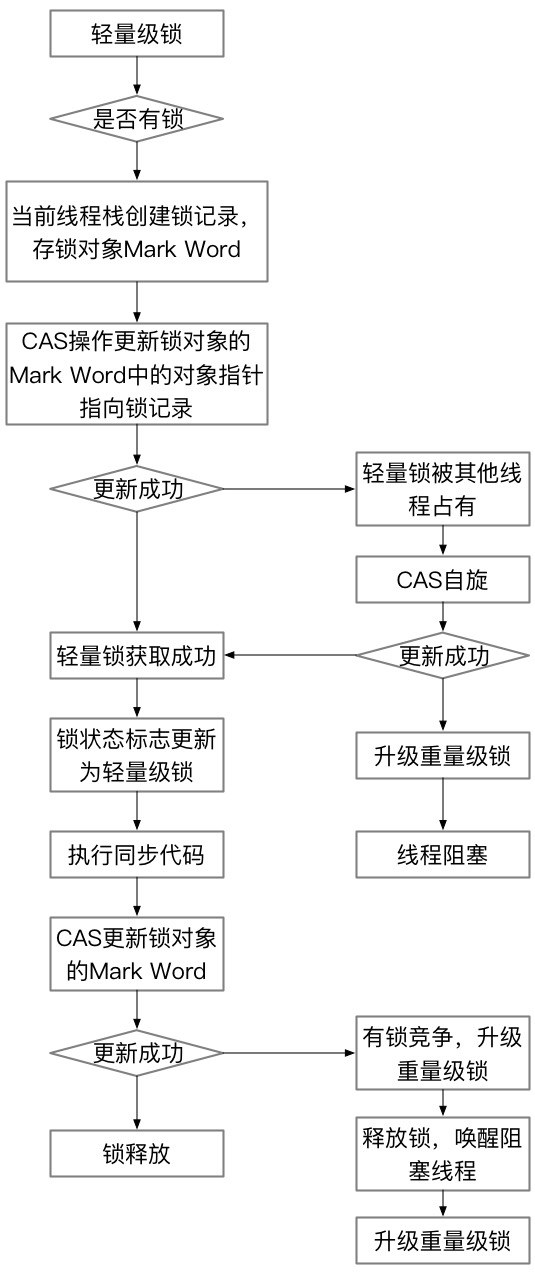 轻量级锁
是否有锁
当前线程栈创建锁记录，
存锁对象Mark Word
CAS操作更新锁对象的
Mark Word中的对象指针
指向锁记录
更新成功
轻量锁被其他线
程占有
CAS自旋
更新成功
轻量锁获取成功
锁状态标志更新
为轻量级锁
升级重量级锁
执行同步代码
线程阻塞
CAS更新锁对象
的Mark Word
更新成功
有锁竞争，升级
重量级锁
锁释放
释放锁，唤醒阻
塞线程
升级重量级锁